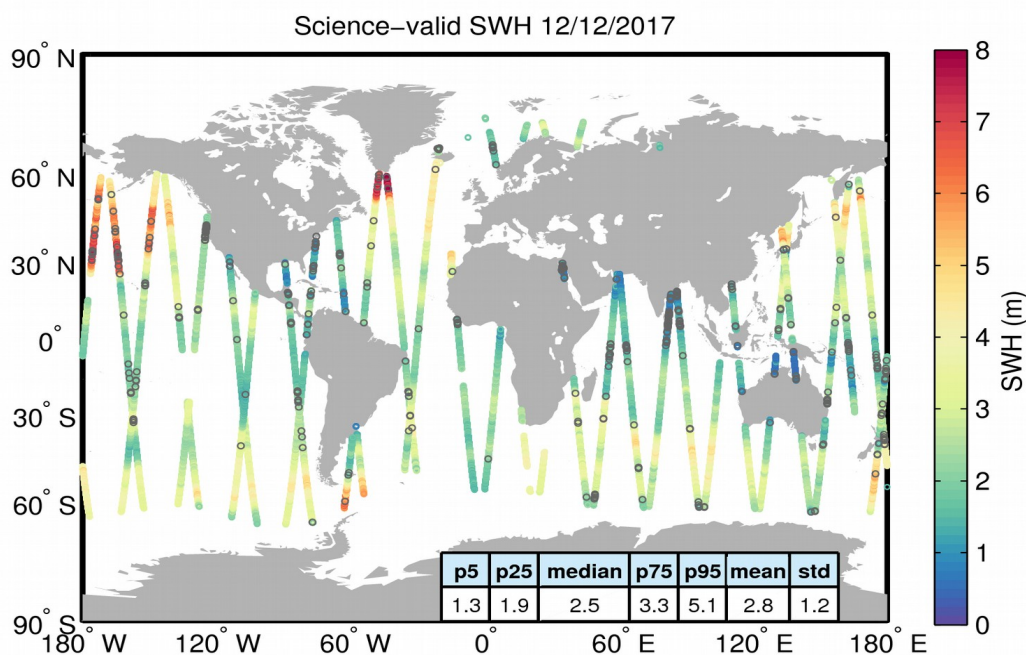 Science-valid SWH 12/12/2017
90° N
60° N
30° N
0°
30° S
60° S
90° S
180° W
120° W
60° W
0°
60° E
120° E
180° E
p5 p25 median p75 p95 mean std
1.3 1.9 2.5 3.3 5.1 2.8 1.2
8
7
6
5
4
3
2
1
0
SWH (m)